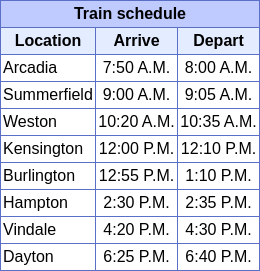 Train schedule
Location Arrive Depart
Arcadia 7:50 A.M. 8:00 A.M.
Summerfield 9:00 A.M. 9:05 A.M.
Weston 10:20 A.M. 10:35 A.M.
Kensington 12:00 P.M. 12:10 P.M.
Burlington 12:55 P.M. 1:10 P.M.
Hampton 2:30 P.M. 2:35 P.M.
Vindale 4:20 P.M. 4:30 P.M.
Dayton 6:25 P.M. 6:40 P.M.